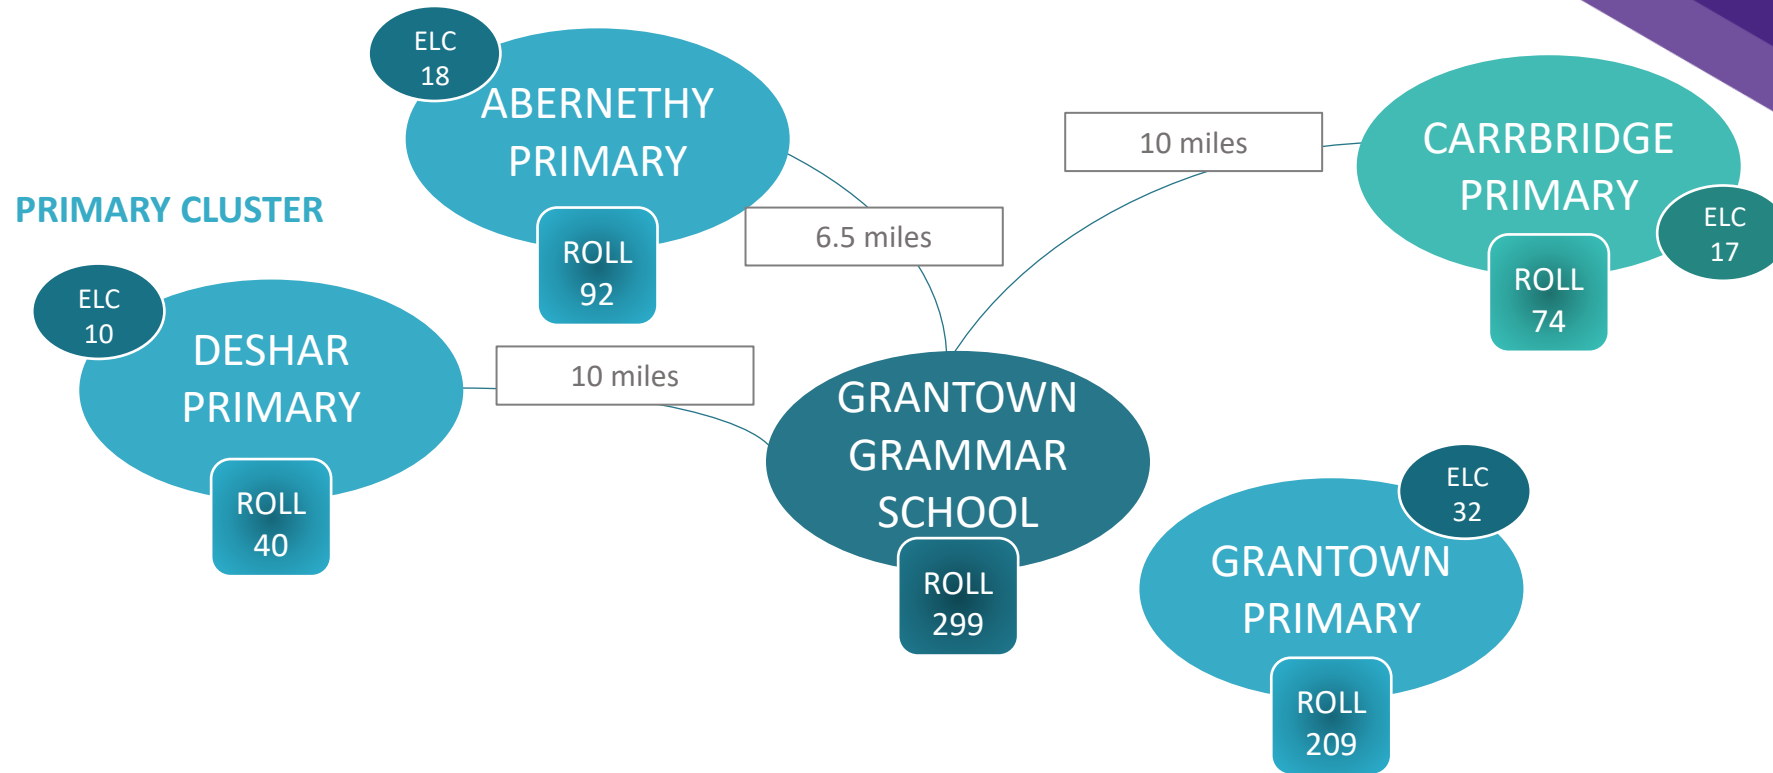 ELC
18
ABERNETHY
PRIMARY
ROLL
92
10 miles
CARRBRIDGE
PRIMARY
ELC
17
ROLL
74
PRIMARY CLUSTER
6.5 miles
ELC
10
DESHAR
PRIMARY
ROLL
40
10 miles
GRANTOWN
GRAMMAR
SCHOOL
ROLL
299
ELC
32
GRANTOWN
PRIMARY
ROLL
209